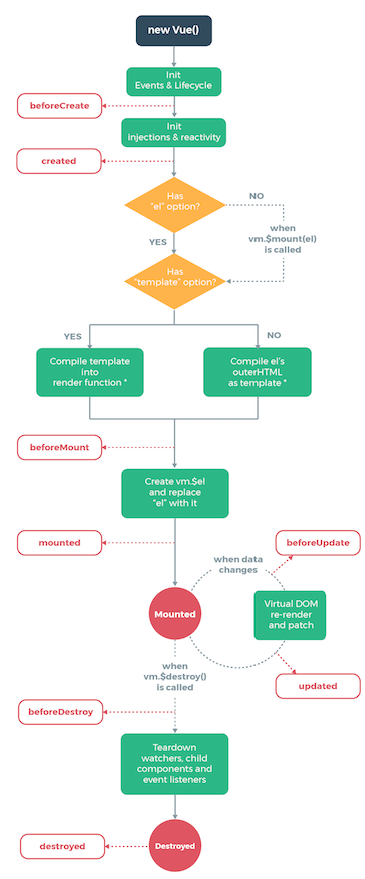 new Vue()
Init
Events & Lifecycle
beforeCreate
Init
injections & reactivity
created
Has
"el" option?
NO
when
vm.$mount(el)
is called
YES
Has
"template" option?
YES
NO
Compile template
into
render function *
Compile el's
outerHTML
as template *
beforeMount
Create vm.$el
and replace
"el" with it
mounted
beforeUpdate
when data
changes
Mounted
Virtual DOM
re-render
and patch
when
vm.$destroy()
is called
updated
beforeDestroy
Teardown
watchers, child
components and
event listeners
destroyed
Destroyed